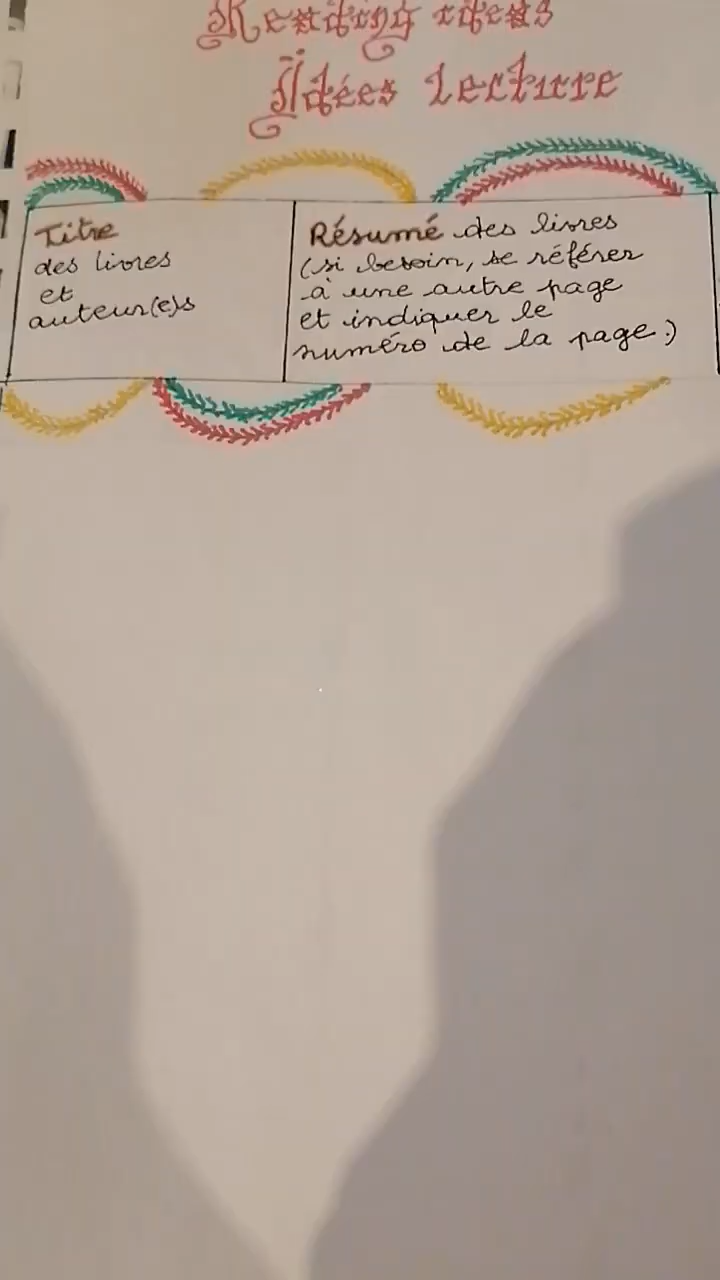 Reading ideas
Idées Lecture
Titre
des livres
et
auteur(e)s
Résumé des livres
(si besoin, se référer
à une autre page
et indiquer le
numéro de la page.)